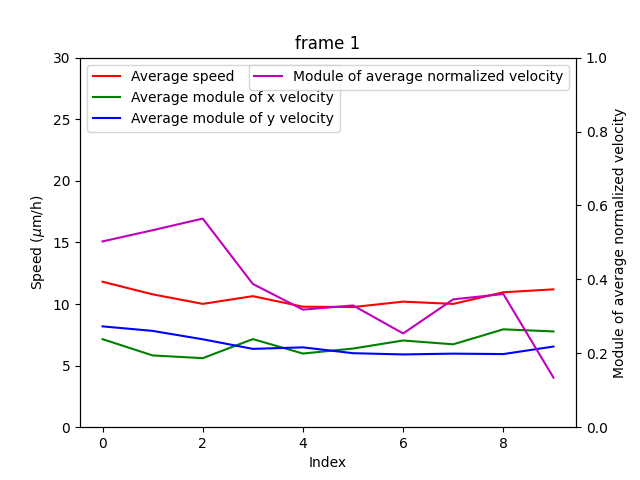 frame 1
30
25
20
15
10
5
0
Speed (μm/h)
Average speed
Average module of x velocity
Average module of y velocity
Module of average normalized velocity
1.0
0.8
0.6
0.4
0.2
0.0
Module of average normalized velocity
0 2 4 6 8
Index